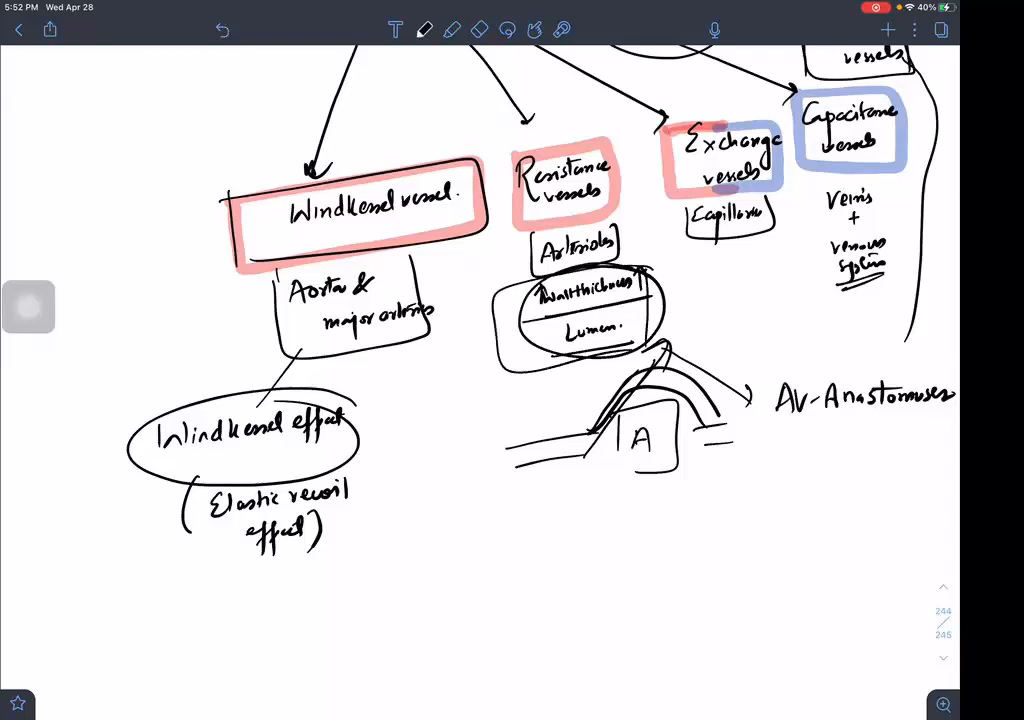 5:52 PM Wed Apr 28
40%
vessels
Capacitance
vessels
Exchange
vessels
Resistance
vessels
Windkessel vessel.
Veins
+
venous
system
Capillaries
Arterioles
Aorta &
major arteries
Wall thickness
Lumen.
AV-Anastomoses
A
Windkessel effect
(Elastic recoil
effect)
244
245